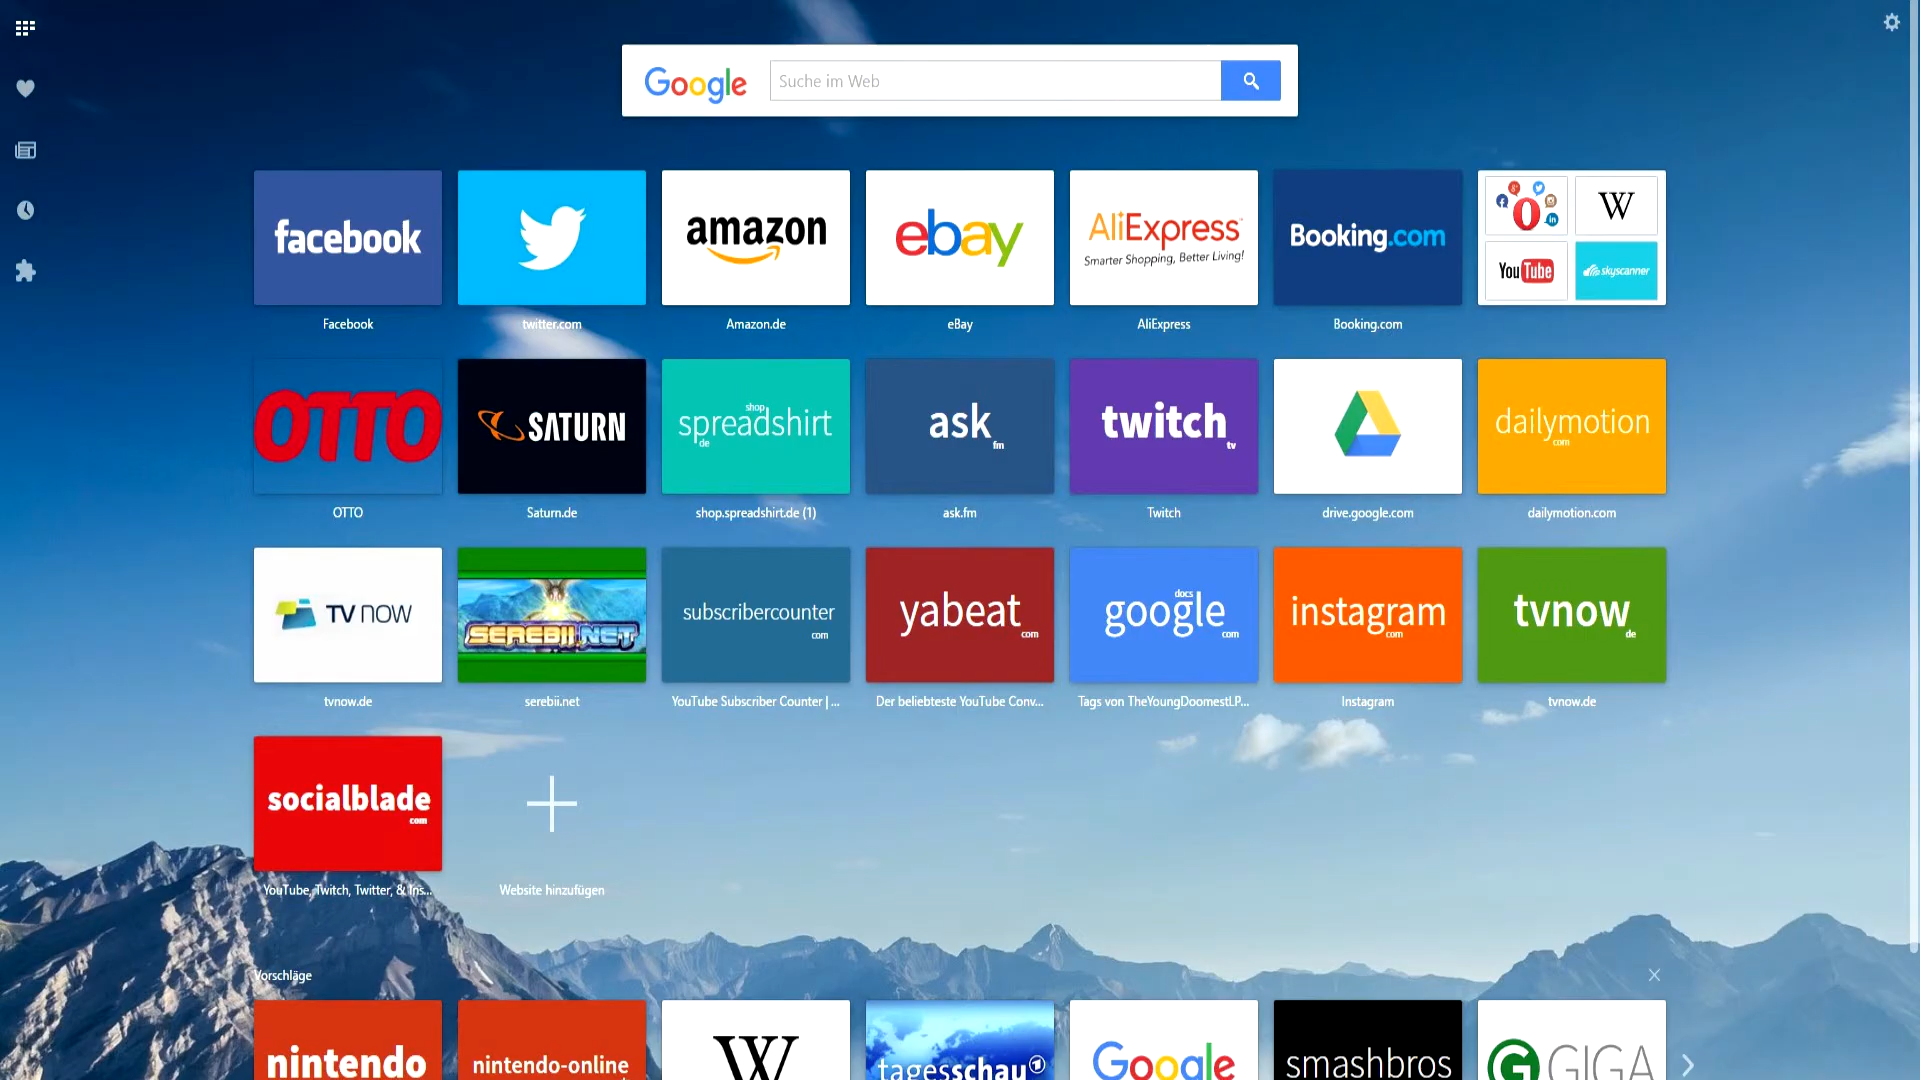 Google
Suche im Web
facebook
amazon
ebay
AliExpress
Smarter Shopping, Better Living!
Booking.com
O
W
YouTube
skyscanner
Facebook
twitter.com
Amazon.de
eBay
AliExpress
Booking.com
OTTO
SATURN
shop
spreadshirt
de
ask
fm
twitch
tv
dailymotion
com
OTTO
Saturn.de
shop.spreadshirt.de (1)
ask.fm
Twitch
drive.google.com
dailymotion.com
TV NOW
SEREBII.NET
subscribercounter
com
yabeat
com
docs
google
com
instagram
com
tvnow
de
tvnow.de
serebii.net
YouTube Subscriber Counter | ...
Der beliebteste YouTube Conv...
Tags von TheYoungDoomestLP...
Instagram
tvnow.de
socialblade
com
YouTube, Twitch, Twitter, & Ins...
Website hinzufügen
Vorschläge
nintendo
nintendo-online
W
tagesschau
Google
smashbros
G GIGA